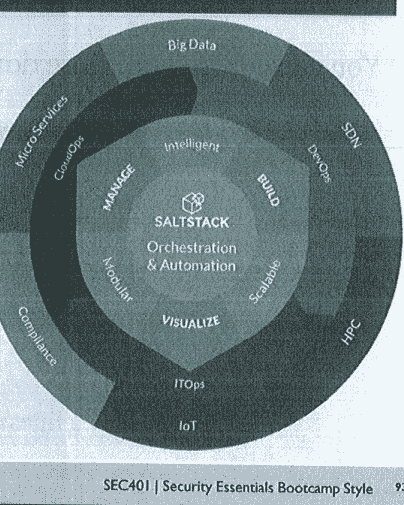 Big Data
Micro Services
SDN
CloudOps
DevOps
Intelligent
MANAGE
BUILD
SALTSTACK
Orchestration
& Automation
Modular
Scalable
VISUALIZE
Compliance
HPC
ITOps
IoT
SEC401 | Security Essentials Bootcamp Style